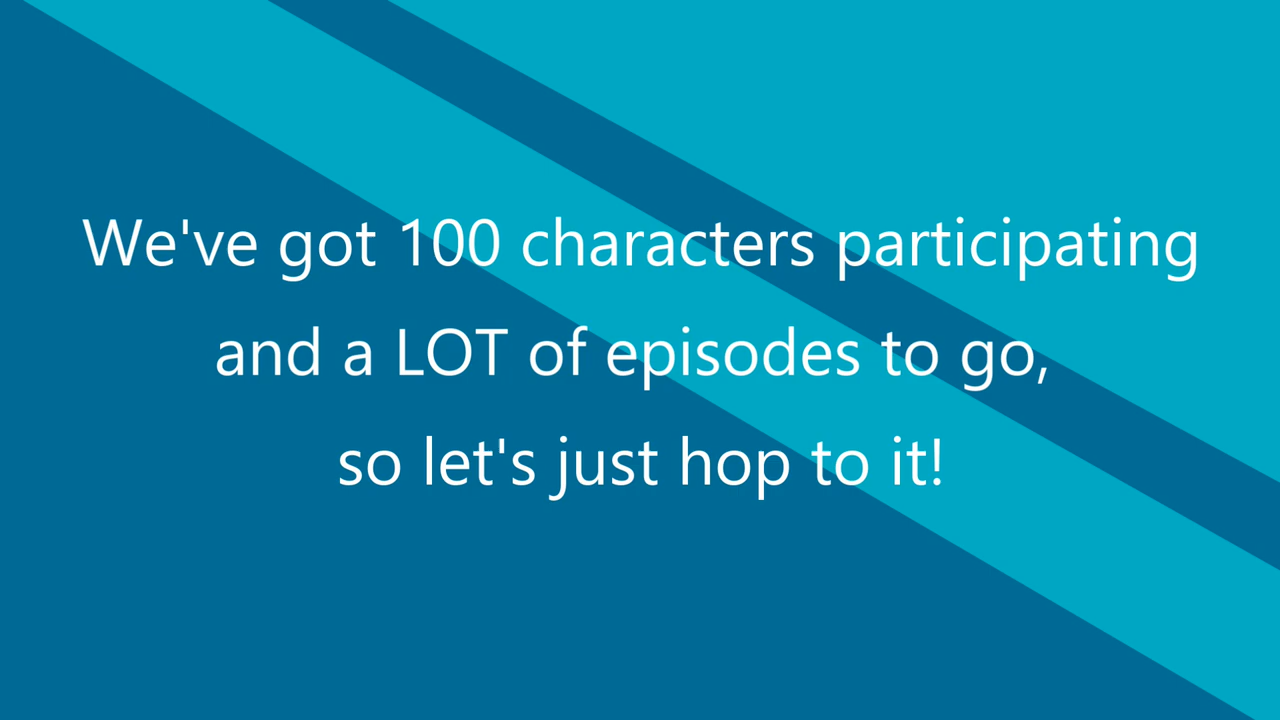 We've got 100 characters participating
and a LOT of episodes to go,
so let's just hop to it!